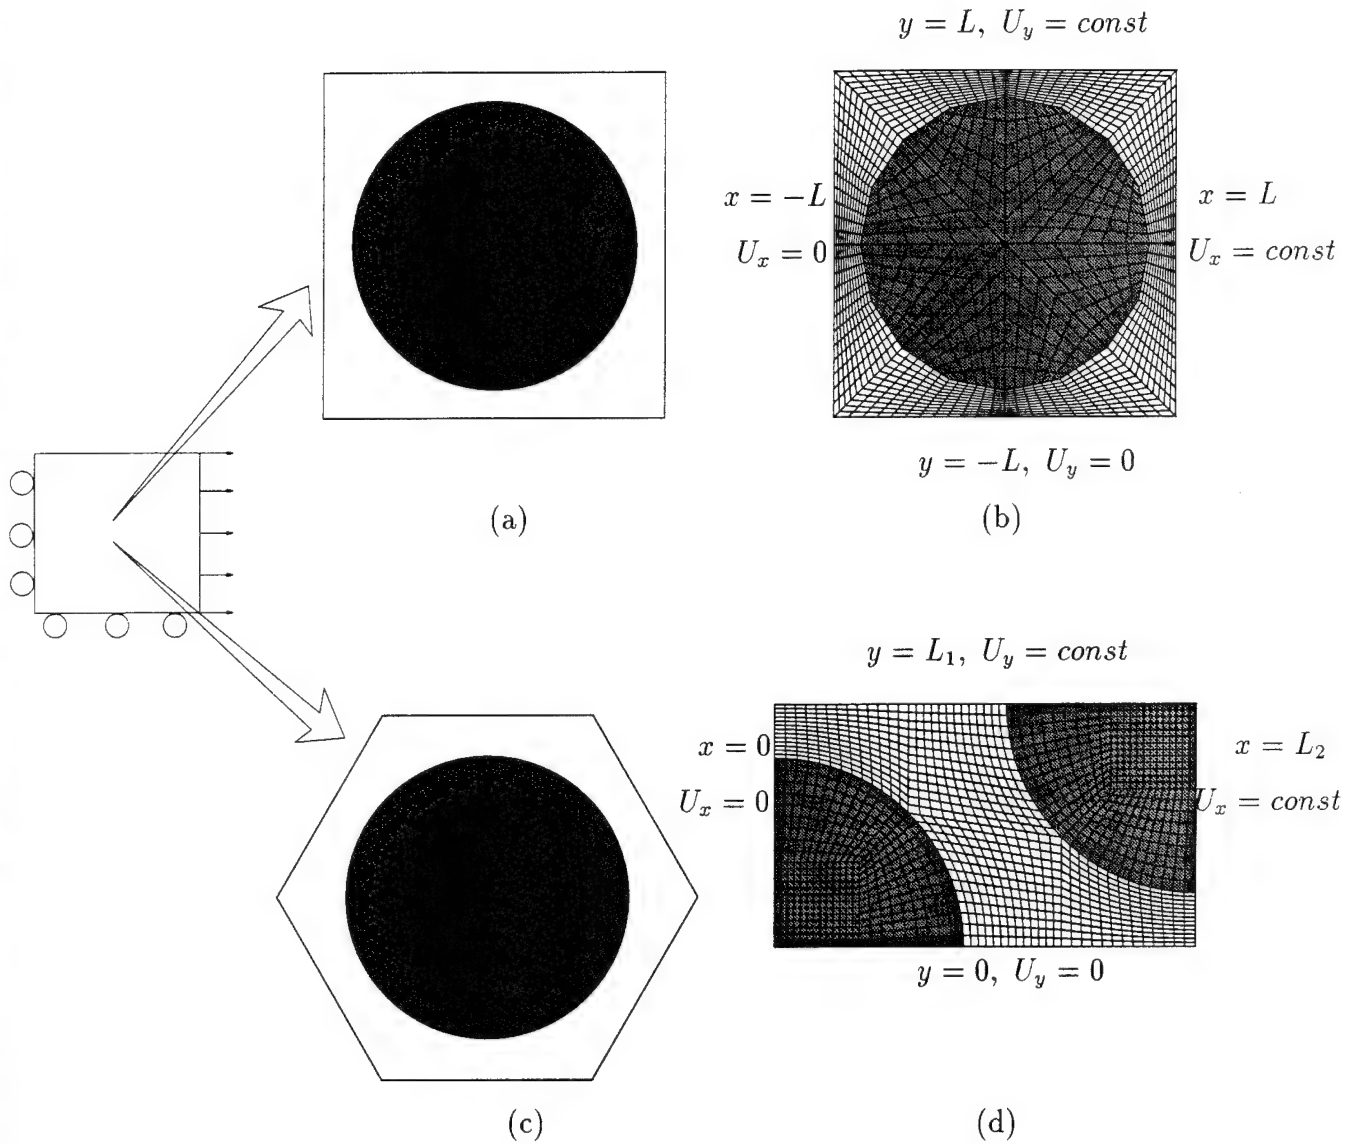 y = L, U_y = const
x = -L
U_x = 0
x = L
U_x = const
y = -L, U_y = 0
(a)
(b)
y = L_1, U_y = const
x = 0
U_x = 0
x = L_2
U_x = const
y = 0, U_y = 0
(c)
(d)